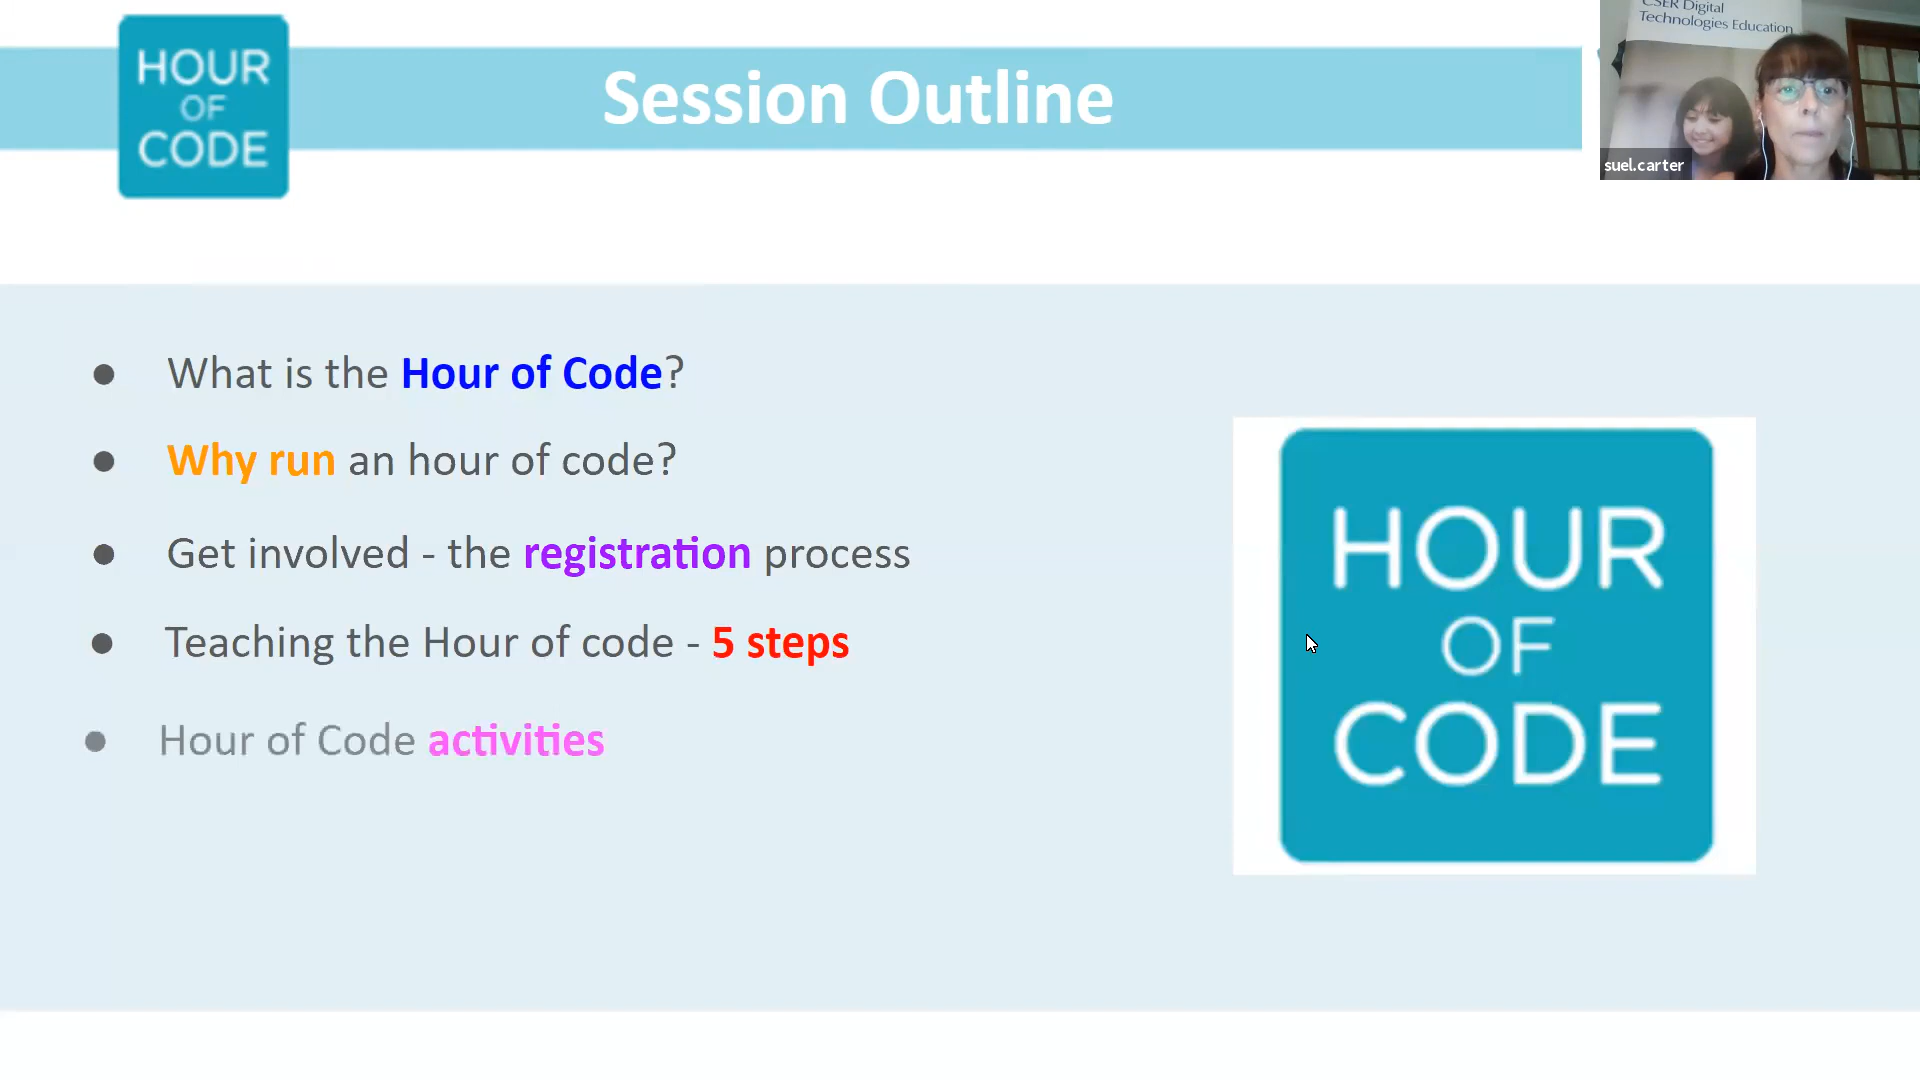 HOUR
OF
CODE
Session Outline
CSER Digital
Technologies Education
suel.carter
What is the Hour of Code?
Why run an hour of code?
Get involved - the registration process
Teaching the Hour of code - 5 steps
Hour of Code activities
HOUR
OF
CODE